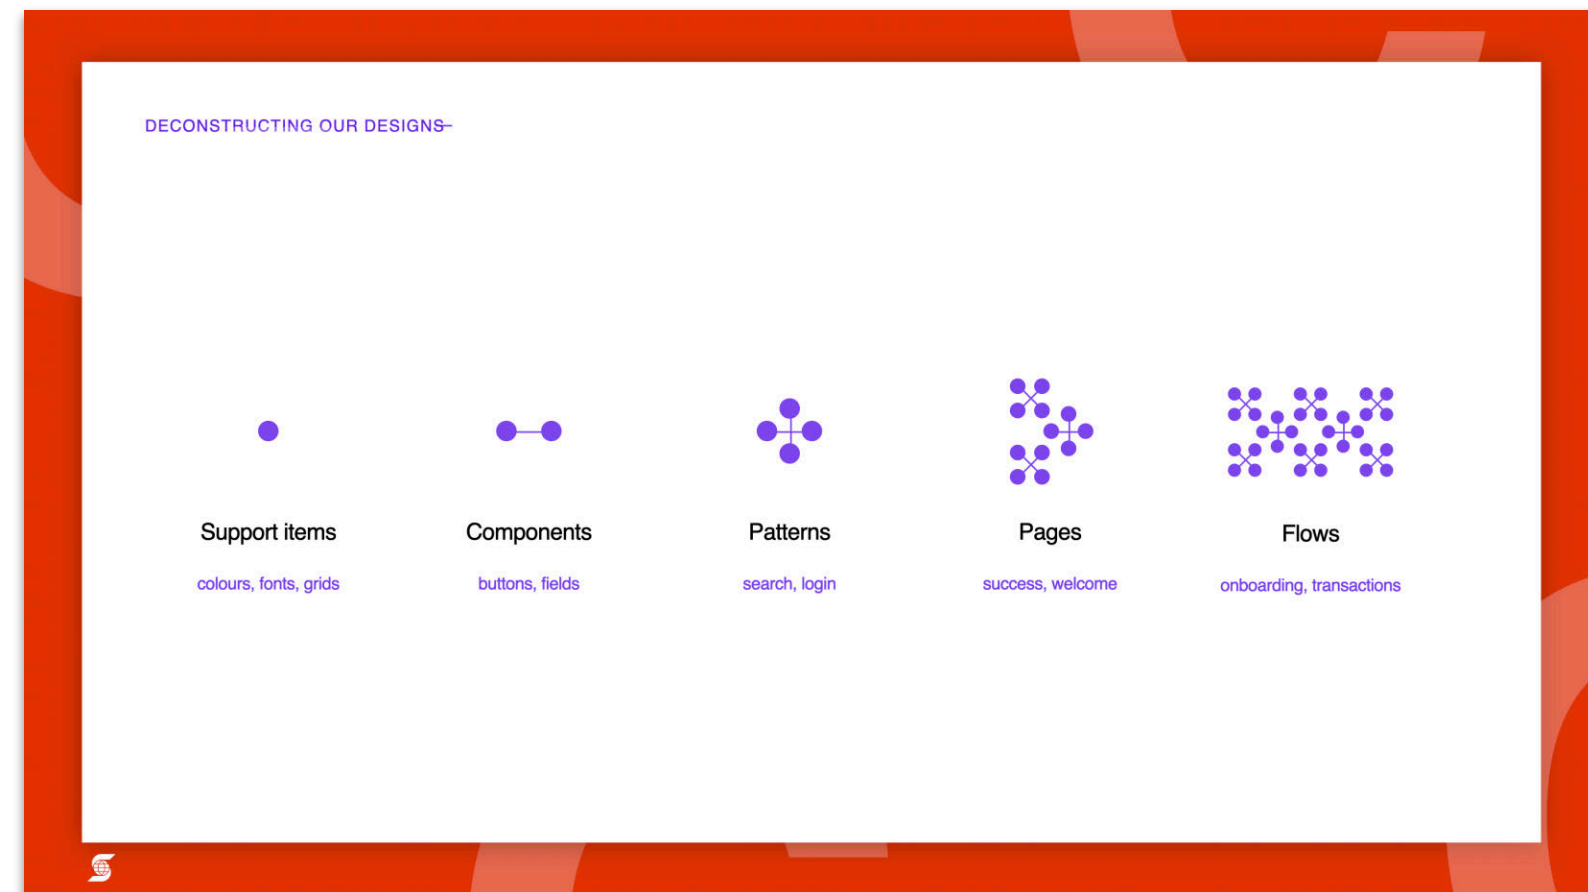 DECONSTRUCTING OUR DESIGNS
Support items
Components
Patterns
Pages
Flows
colours, fonts, grids
buttons, fields
search, login
success, welcome
onboarding, transactions